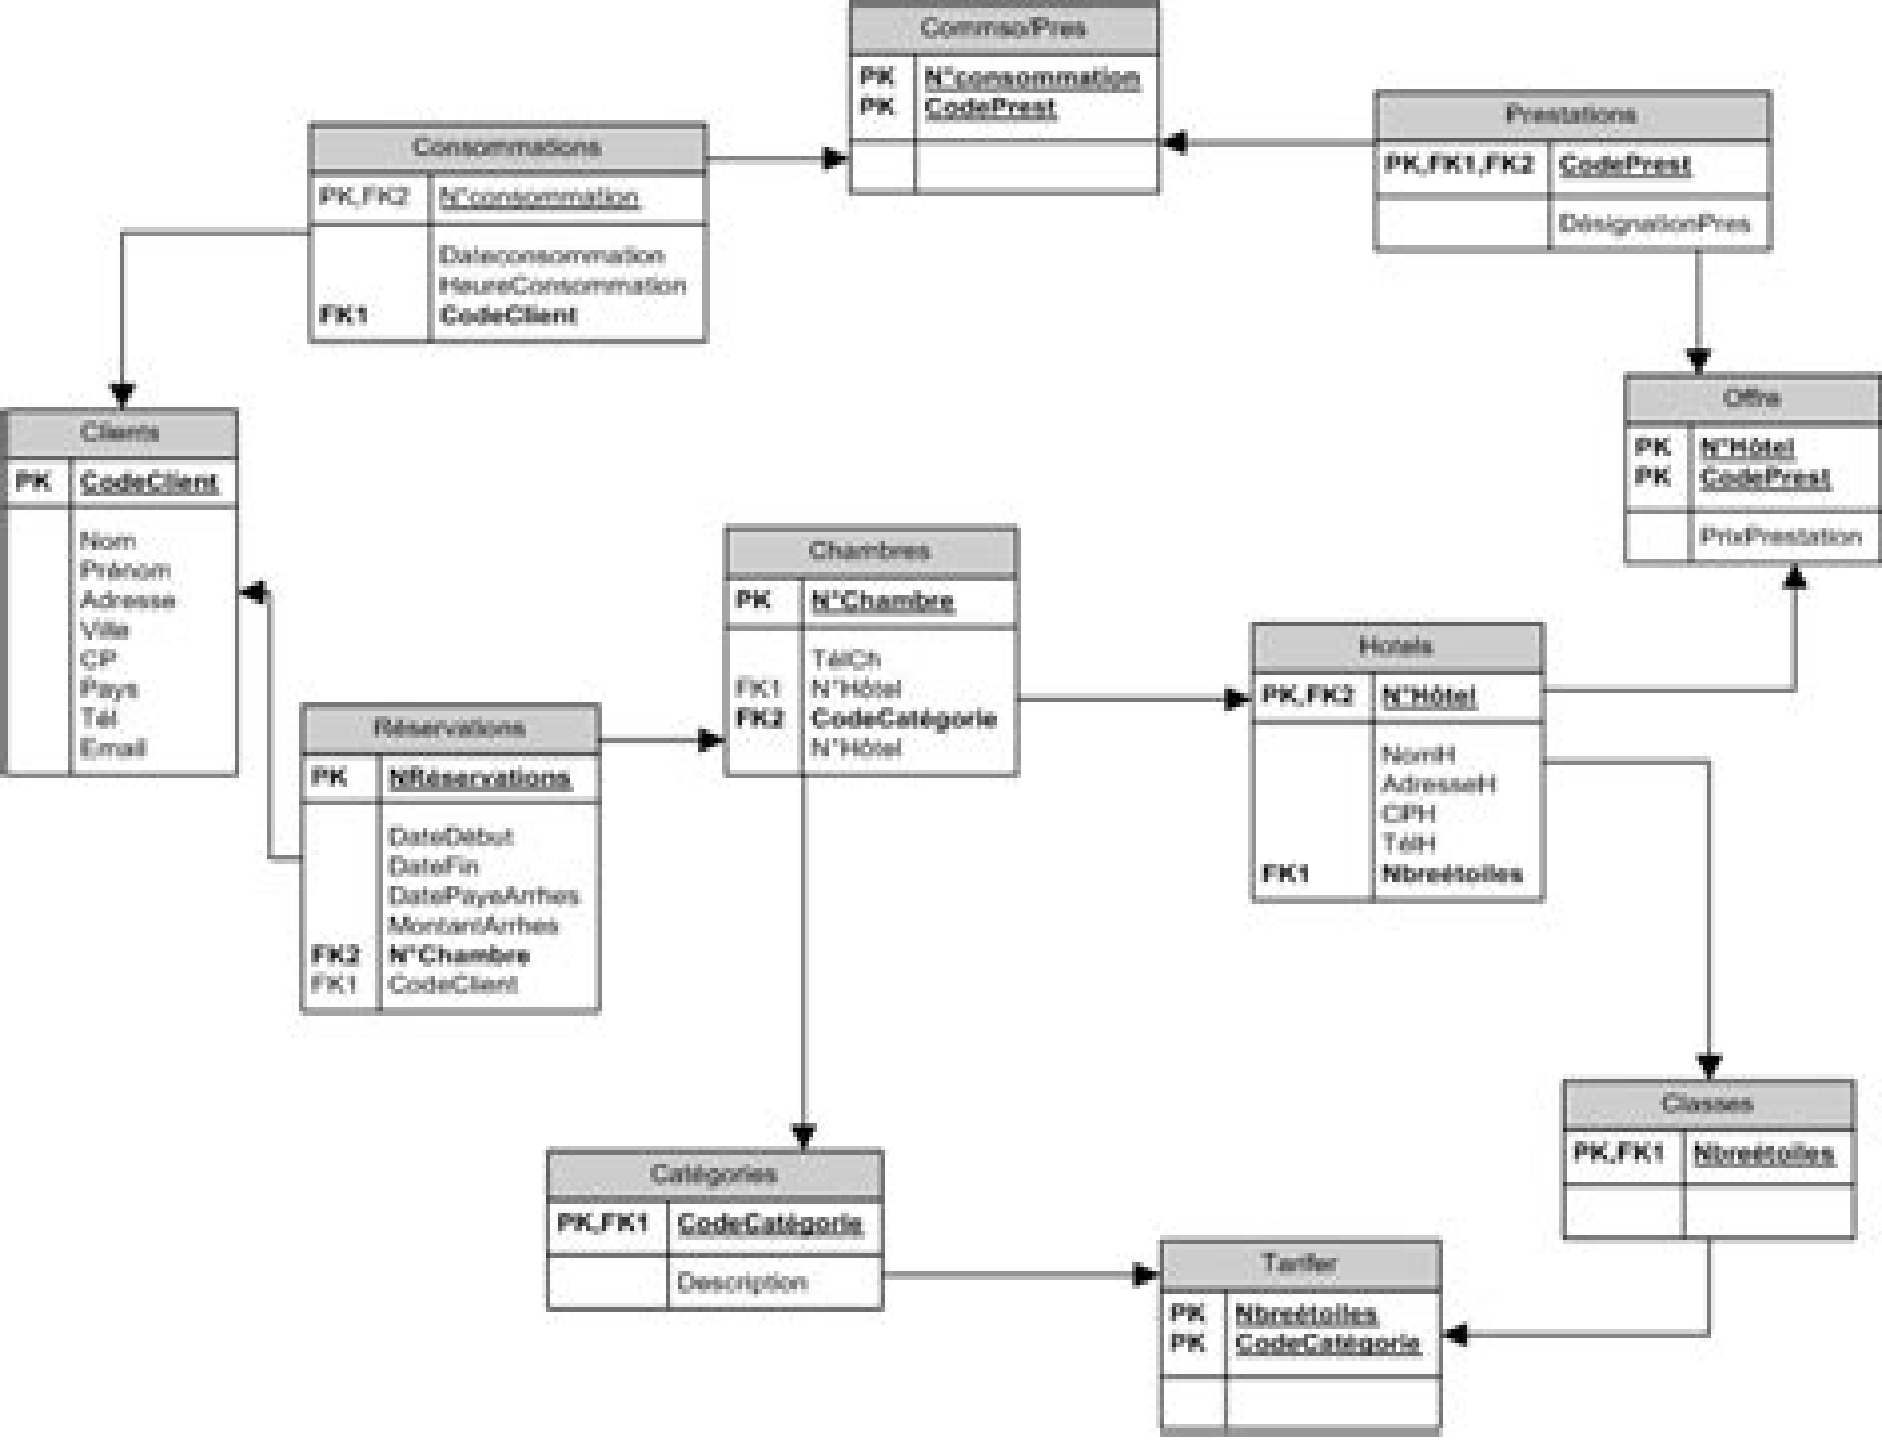 Commso/Pres
PK N°consommation
PK CodePrest
Prestations
PK,FK1,FK2 CodePrest
DésignationPres
Consommations
PK,FK2 N°consommation
Dateconsommation
HeureConsommation
FK1 CodeClient
Offre
PK N°Hôtel
PK CodePrest
PrixPrestation
Clients
PK CodeClient
Nom
Prénom
Adresse
Ville
CP
Pays
Tél
Email
Chambres
PK N°Chambre
TélCh
FK1 N°Hôtel
FK2 CodeCatégorie
N°Hôtel
Hotels
PK,FK2 N°Hôtel
NomH
AdresseH
CPH
TélH
FK1 Nbreétoiles
Réservations
PK NRéservations
DateDébut
DateFin
DatePayeArrhes
MontantArrhes
FK2 N°Chambre
FK1 CodeClient
Classes
PK,FK1 Nbreétoiles
Catégories
PK,FK1 CodeCatégorie
Description
Tarifer
PK Nbreétoiles
PK CodeCatégorie